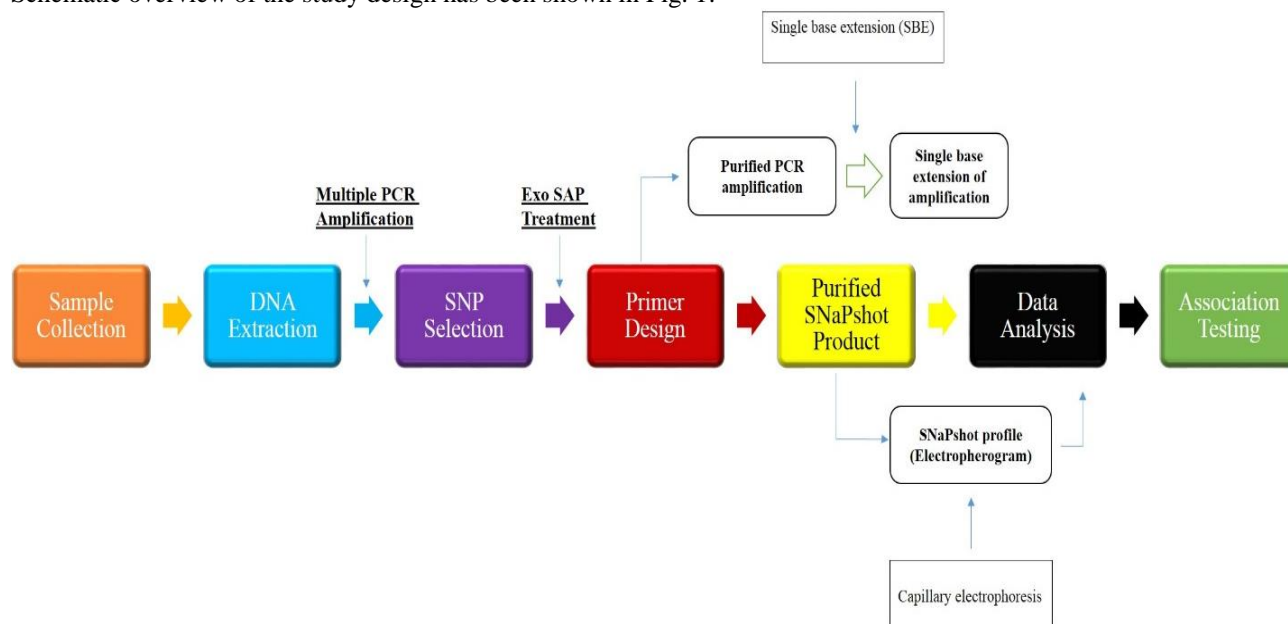 Schematic overview of the study design has been shown in Fig. 1.
Single base extension (SBE)
Purified PCR
amplification
Single base
extension of
amplification
Multiple PCR
Amplification
Exo SAP
Treatment
Sample
Collection
DNA
Extraction
SNP
Selection
Primer
Design
Purified
SNaPshot
Product
Data
Analysis
Association
Testing
SNaPshot profile
(Electropherogram)
Capillary electrophoresis